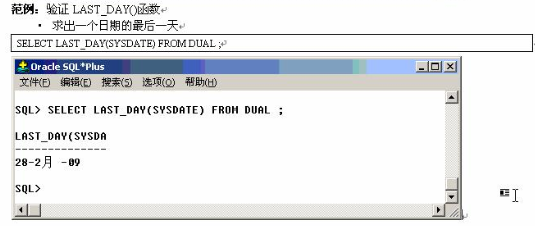 范例：验证 LAST_DAY()函数
• 求出一个日期的最后一天
SELECT LAST_DAY(SYSDATE) FROM DUAL ;
Oracle SQL*Plus
文件(F) 编辑(E) 搜索(S) 选项(O) 帮助(H)
SQL> SELECT LAST_DAY(SYSDATE) FROM DUAL ;
LAST_DAY(SYSDA
--------------
28-2月 -09
SQL>